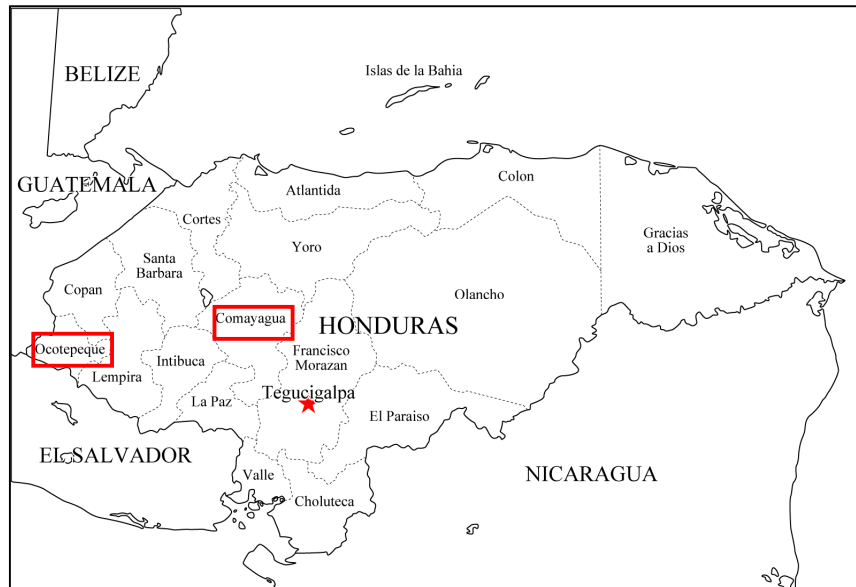 BELIZE
Islas de la Bahia
GUATEMALA
Atlantida
Colon
Cortes
Yoro
Gracias
a Dios
Santa
Barbara
Copan
Olancho
Comayagua
HONDURAS
Ocotepeque
Francisco
Morazan
Intibuca
Lempira
Tegucigalpa
La Paz
El Paraiso
EL SALVADOR
NICARAGUA
Valle
Choluteca